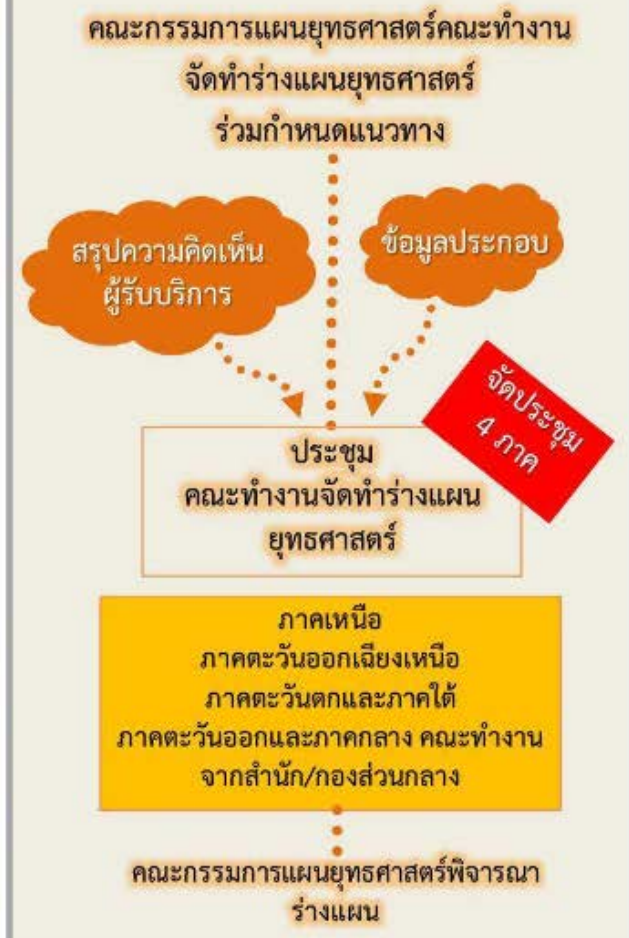 คณะกรรมการแผนยุทธศาสตร์คณะทำงาน
จัดทำร่างแผนยุทธศาสตร์
ร่วมกำหนดแนวทาง
สรุปความคิดเห็น
ผู้รับบริการ
ข้อมูลประกอบ
จัดประชุม
4 ภาค
ประชุม
คณะทำงานจัดทำร่างแผน
ยุทธศาสตร์
ภาคเหนือ
ภาคตะวันออกเฉียงเหนือ
ภาคตะวันตกและภาคใต้
ภาคตะวันออกและภาคกลาง คณะทำงาน
จากสำนัก/กองส่วนกลาง
คณะกรรมการแผนยุทธศาสตร์พิจารณา
ร่างแผน